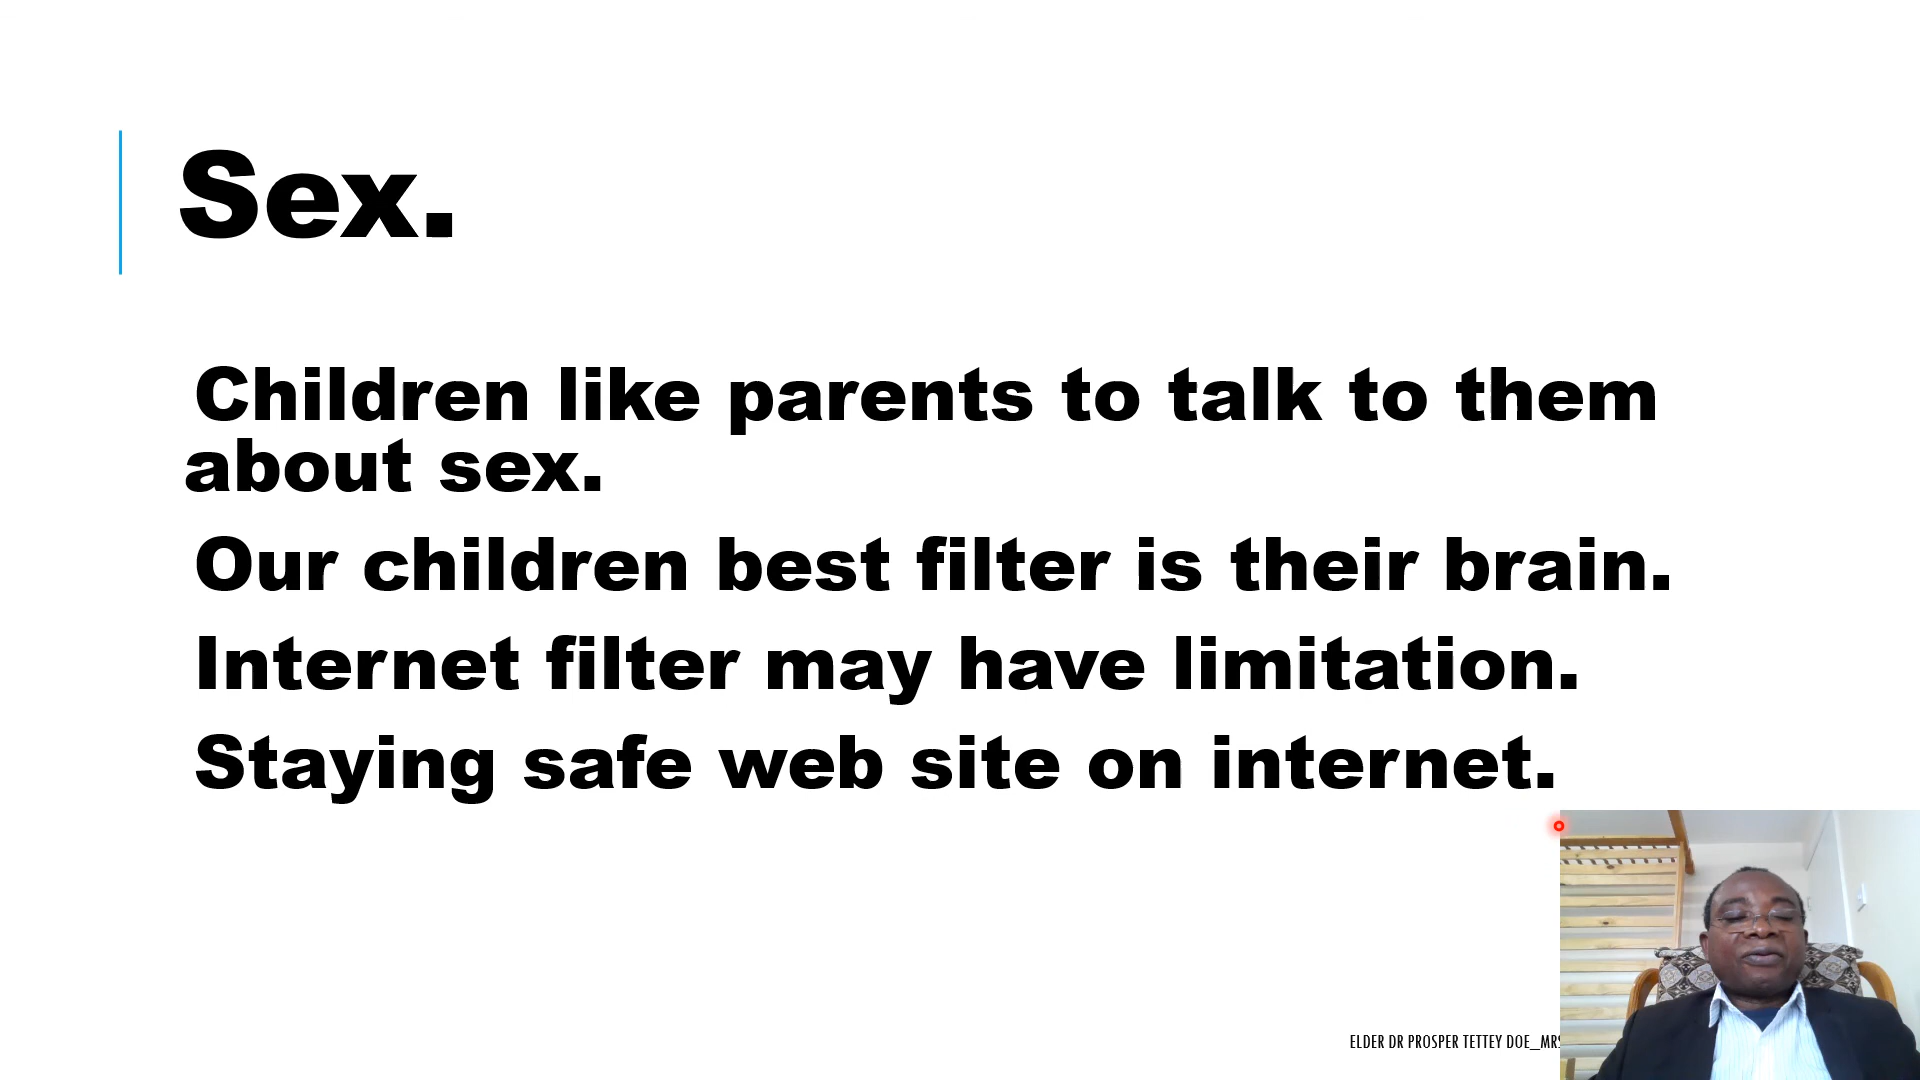 Sex.
Children like parents to talk to them
about sex.
Our children best filter is their brain.
Internet filter may have limitation.
Staying safe web site on internet.
ELDER DR PROSPER TETTEY DOE_MRS